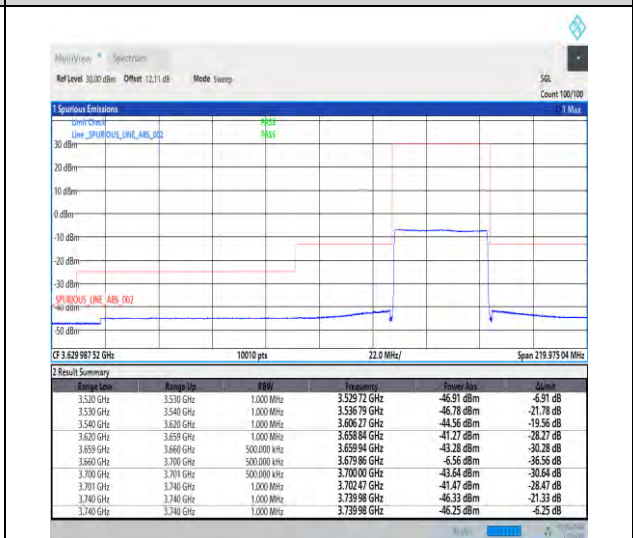 MultiView Spectrum
Ref Level 30.00 dBm Offset 12.11 dB Mode Sweep SGL
Count 100/100
1 Spurious Emissions 1 Max
Limit Check PASS
Line _SPURIOUS_LINE_ABS_002 PASS
30 dBm
20 dBm
10 dBm
0 dBm
-10 dBm
-20 dBm
-30 dBm
_SPURIOUS_LINE_ABS_002
-40 dBm
-50 dBm
CF 3.629 987 52 GHz 10010 pts 22.0 MHz/ Span 219.975 04 MHz
2 Result Summary
Range Low Range Up RBW Frequency Power Abs ΔLimit
3.520 GHz 3.530 GHz 1.000 MHz 3.529 72 GHz -46.91 dBm -6.91 dB
3.530 GHz 3.540 GHz 1.000 MHz 3.536 79 GHz -46.78 dBm -21.78 dB
3.540 GHz 3.620 GHz 1.000 MHz 3.606 27 GHz -44.56 dBm -19.56 dB
3.620 GHz 3.659 GHz 1.000 MHz 3.658 84 GHz -41.27 dBm -28.27 dB
3.659 GHz 3.660 GHz 500.000 kHz 3.659 94 GHz -43.28 dBm -30.28 dB
3.660 GHz 3.700 GHz 500.000 kHz 3.679 86 GHz -6.56 dBm -36.56 dB
3.700 GHz 3.701 GHz 500.000 kHz 3.700 00 GHz -43.64 dBm -30.64 dB
3.701 GHz 3.740 GHz 1.000 MHz 3.702 47 GHz -41.47 dBm -28.47 dB
3.740 GHz 3.740 GHz 1.000 MHz 3.739 98 GHz -46.33 dBm -21.33 dB
3.740 GHz 3.740 GHz 1.000 MHz 3.739 98 GHz -46.25 dBm -6.25 dB